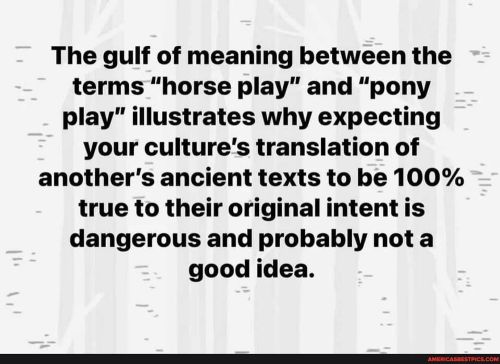 The gulf of meaning between the
terms "horse play" and "pony
play" illustrates why expecting
your culture's translation of
another's ancient texts to be 100%
true to their original intent is
dangerous and probably not a
good idea.
AMERICASBESTPICS.COM